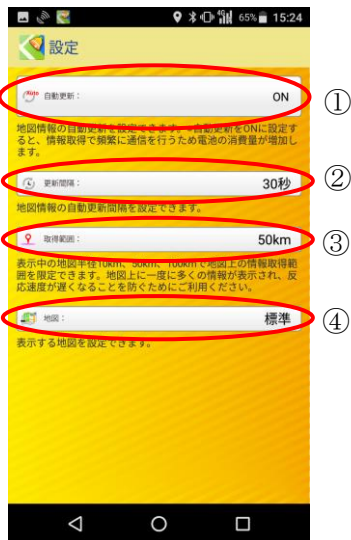 65% 15:24
設定
自動更新: ON ①
地図情報の自動更新を設定できます。自動更新をONに設定す
ると、情報取得で頻繁に通信を行うため電池の消費量が増加し
ます。
更新間隔: 30秒 ②
地図情報の自動更新間隔を設定できます。
取得範囲: 50km ③
表示中の地図半径10km、50km、100kmで地図上の情報取得範
囲を限定できます。地図上に一度に多くの情報が表示され、反
応速度が遅くなることを防ぐためにご利用ください。
地図: 標準 ④
表示する地図を設定できます。